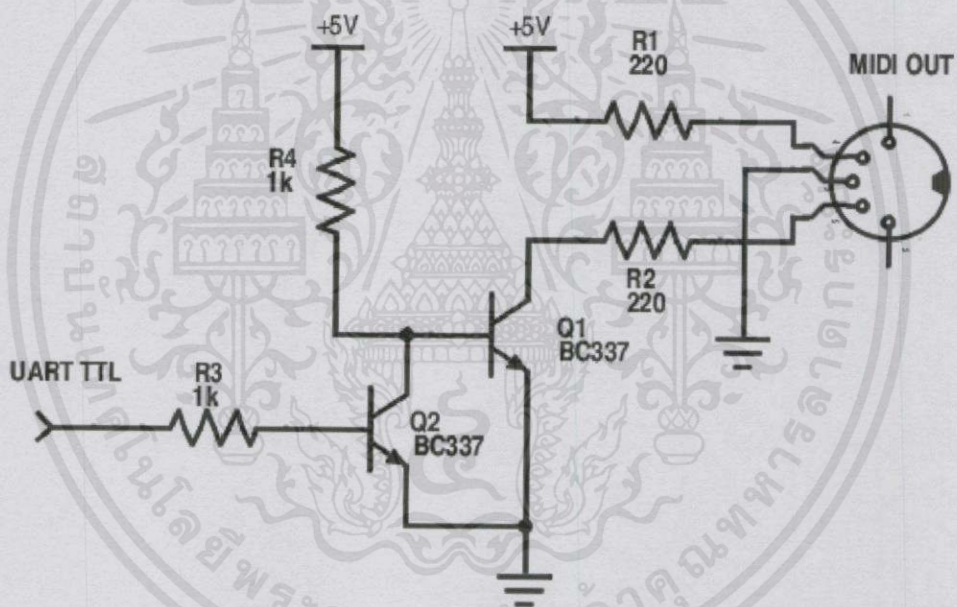 +5V
+5V
R1
220
MIDI OUT
R4
1k
R2
220
Q1
BC337
UART TTL
R3
1k
Q2
BC337